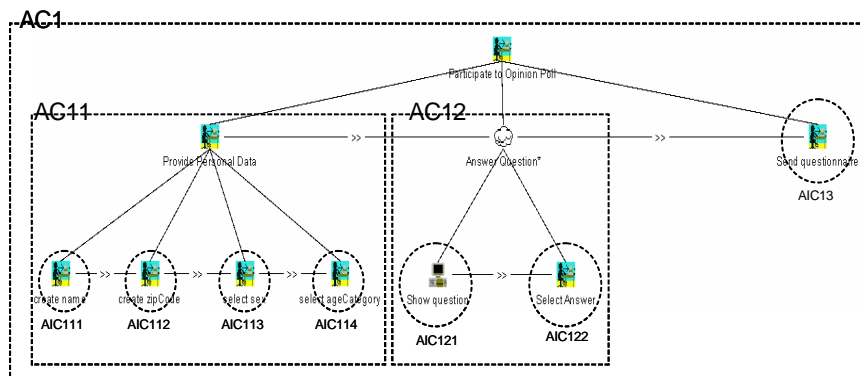 AC1
Participate to Opinion Poll
AC11
AC12
>>
>>
Provide Personal Data
Answer Question*
Send questionnaire
AIC13
>>
>>
>>
>>
create name
create zipCode
select sex
select ageCategory
Show question
Select Answer
AIC111
AIC112
AIC113
AIC114
AIC121
AIC122